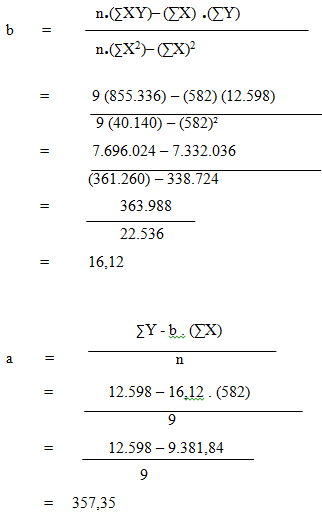 n.(∑XY)– (∑X) .(∑Y)
b =
n.(∑X²)– (∑X)²
= 9 (855.336) – (582) (12.598)
9 (40.140) – (582)²
= 7.696.024 – 7.332.036
(361.260) – 338.724
= 363.988
22.536
= 16,12
∑Y - b . (∑X)
a =
n
= 12.598 – 16,12 . (582)
9
= 12.598 – 9.381,84
9
= 357,35